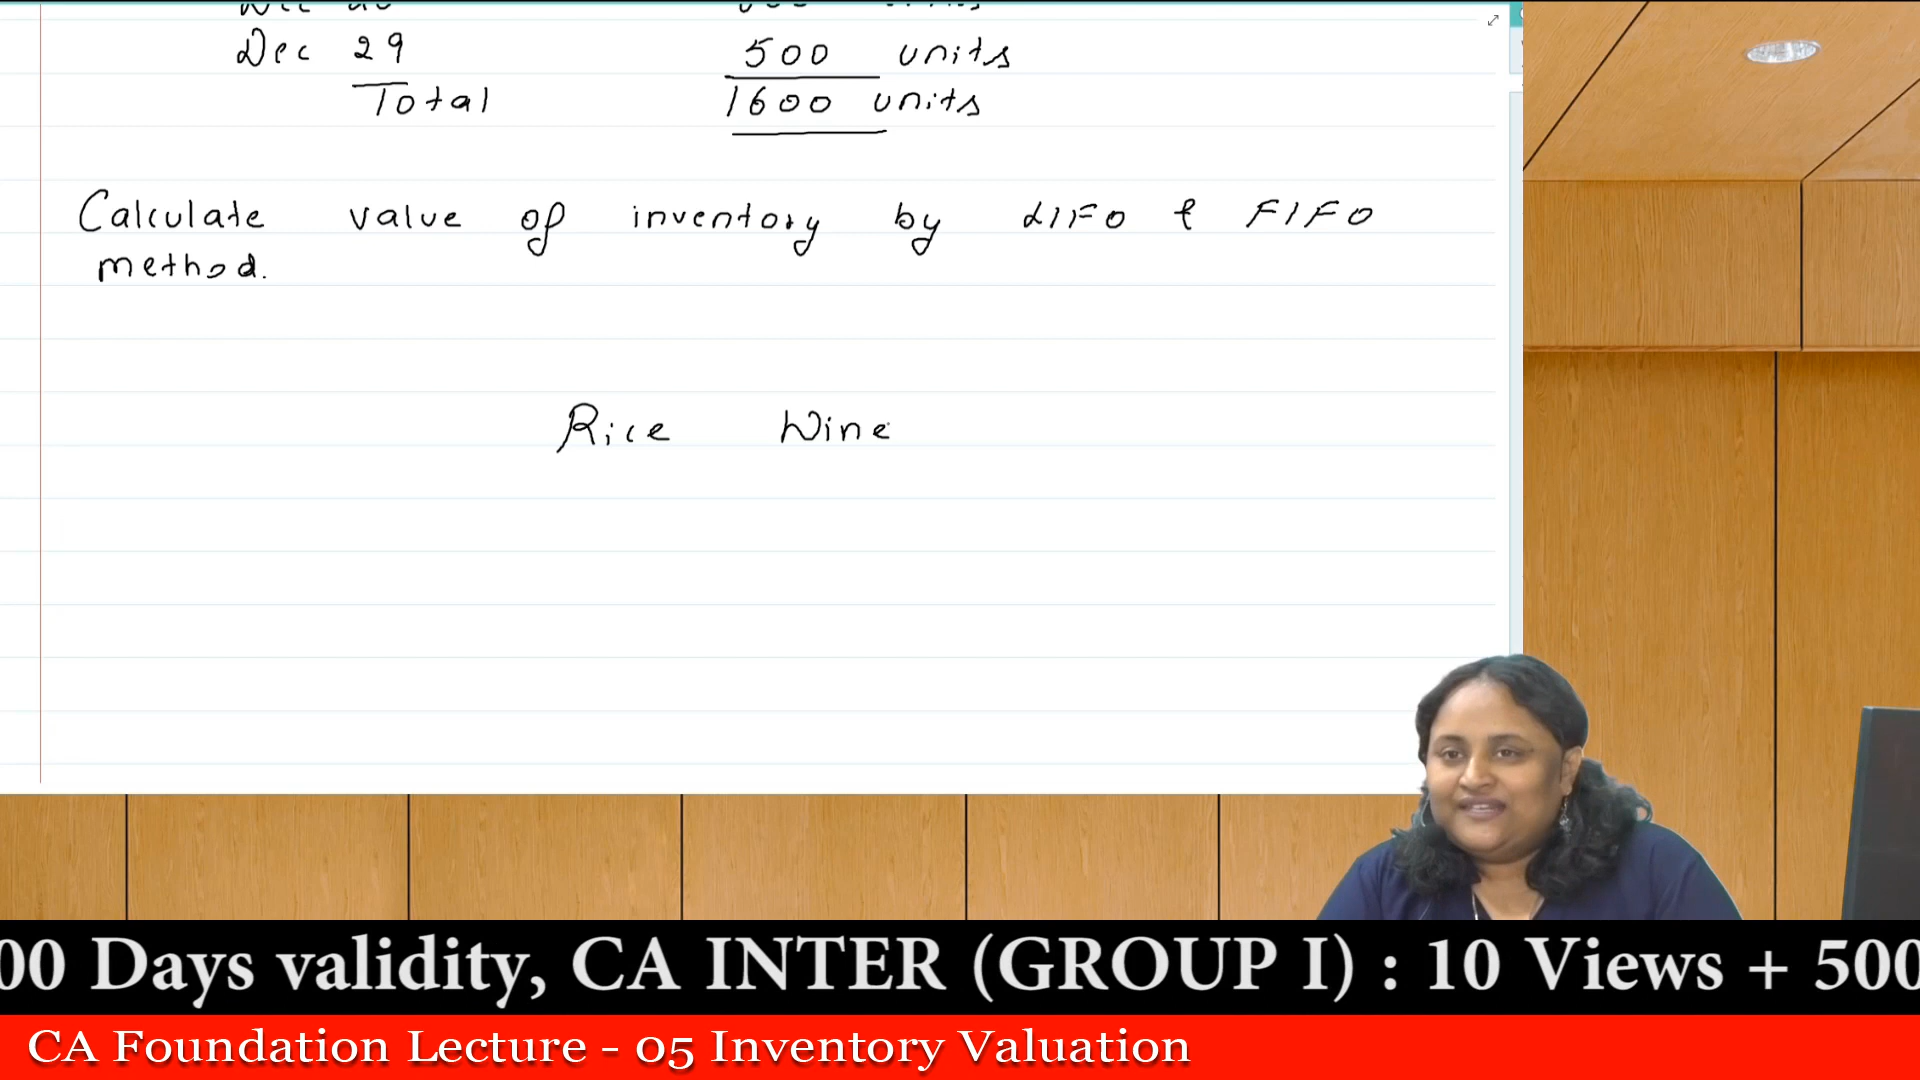 Dec 29 500 units
Total 1600 units
Calculate value of inventory by LIFO & FIFO
method.
Rice Wine
00 Days validity, CA INTER (GROUP I) : 10 Views + 500
CA Foundation Lecture - 05 Inventory Valuation